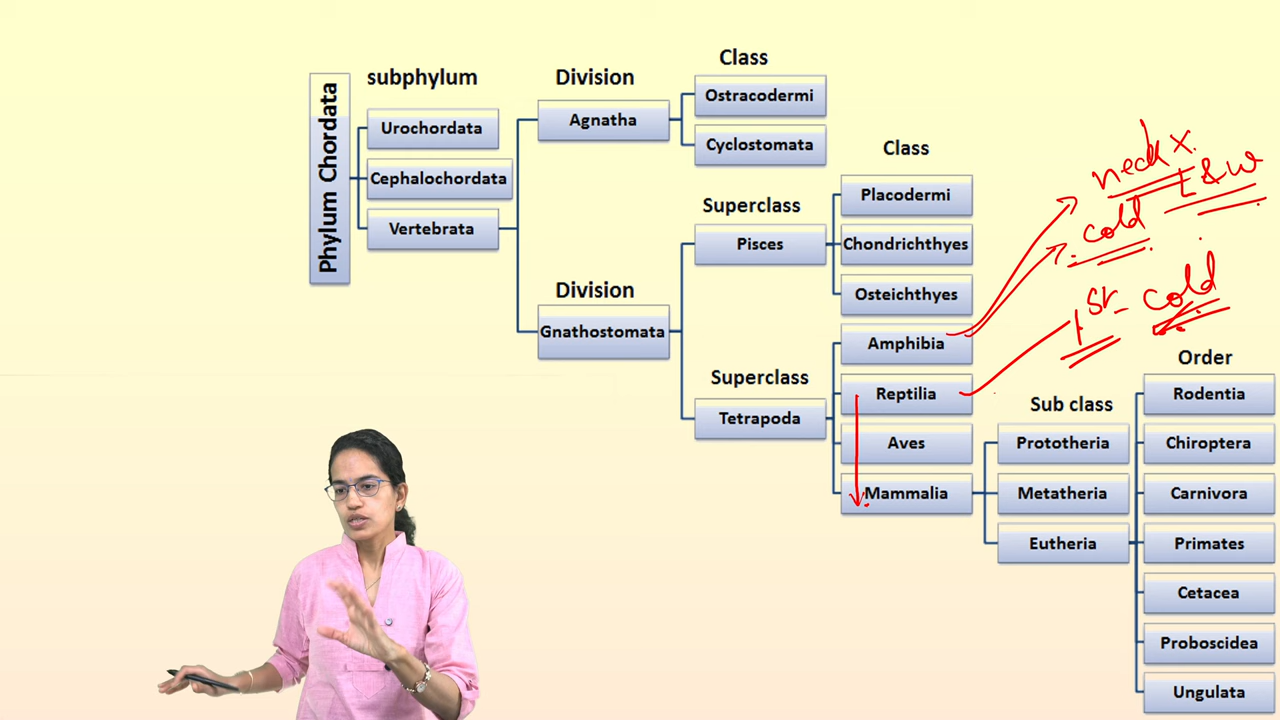 Phylum Chordata
subphylum
Urochordata
Cephalochordata
Vertebrata
Division
Agnatha
Division
Gnathostomata
Class
Ostracodermi
Cyclostomata
Superclass
Pisces
Superclass
Tetrapoda
Class
Placodermi
Chondrichthyes
Osteichthyes
Amphibia
Reptilia
Aves
Mammalia
Sub class
Prototheria
Metatheria
Eutheria
Order
Rodentia
Chiroptera
Carnivora
Primates
Cetacea
Proboscidea
Ungulata
neck x.
L & W
cold
1st cold